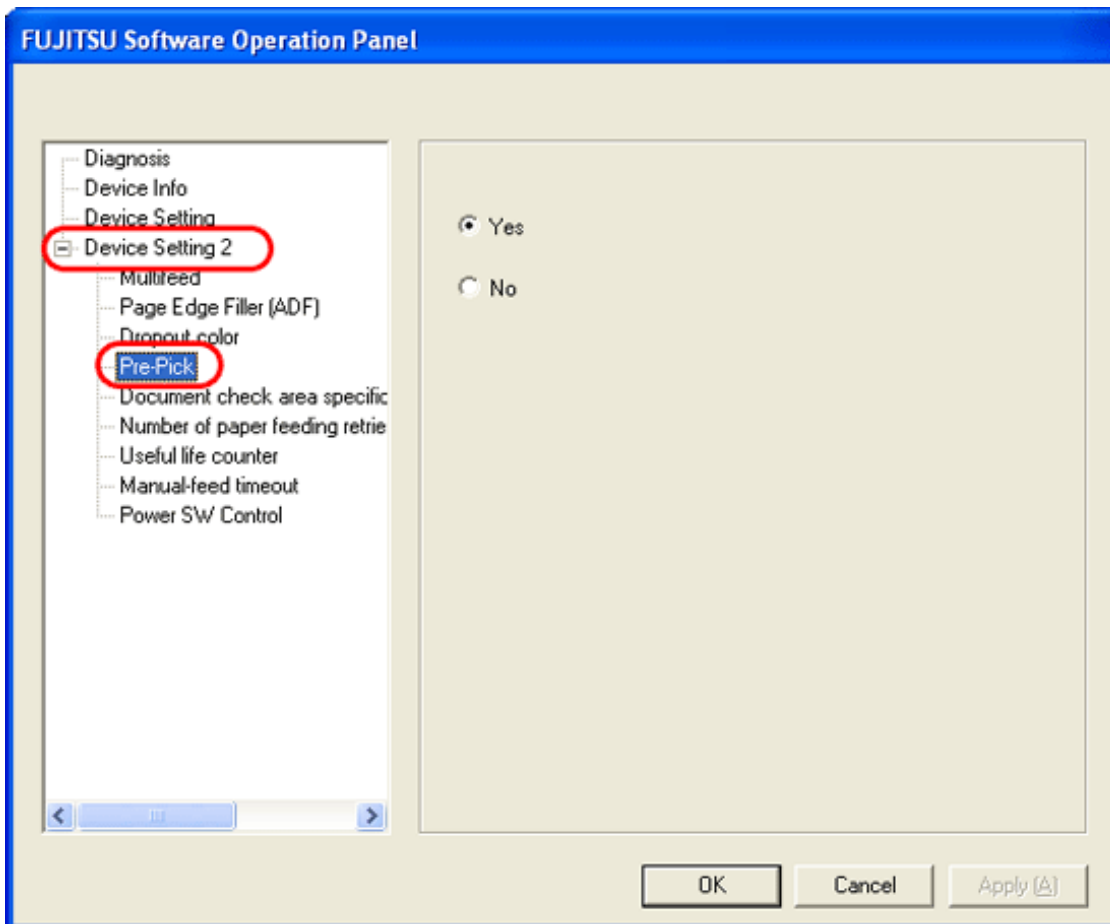 FUJITSU Software Operation Panel
Diagnosis
Device Info
Device Setting
Device Setting 2
Multifeed
Page Edge Filler (ADF)
Dropout color
Pre-Pick
Document check area specific
Number of paper feeding retrie
Useful life counter
Manual-feed timeout
Power SW Control
Yes
No
OK
Cancel
Apply (A)